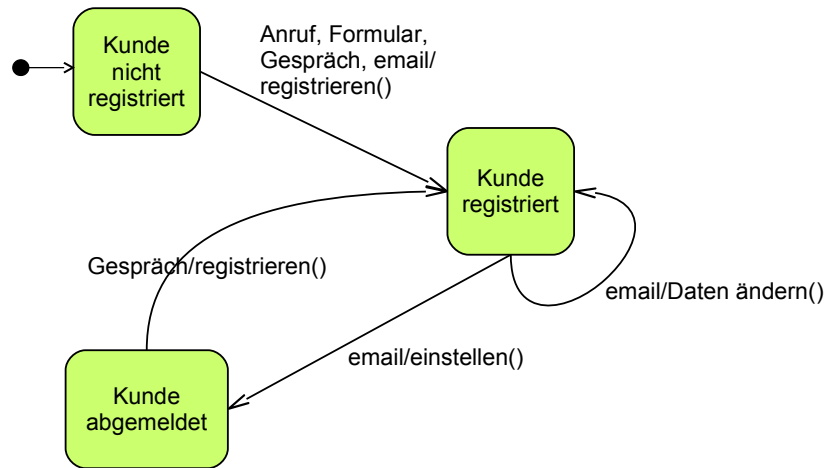 Kunde
nicht
registriert
Anruf, Formular,
Gespräch, email/
registrieren()
Kunde
registriert
Gespräch/registrieren()
email/Daten ändern()
email/einstellen()
Kunde
abgemeldet